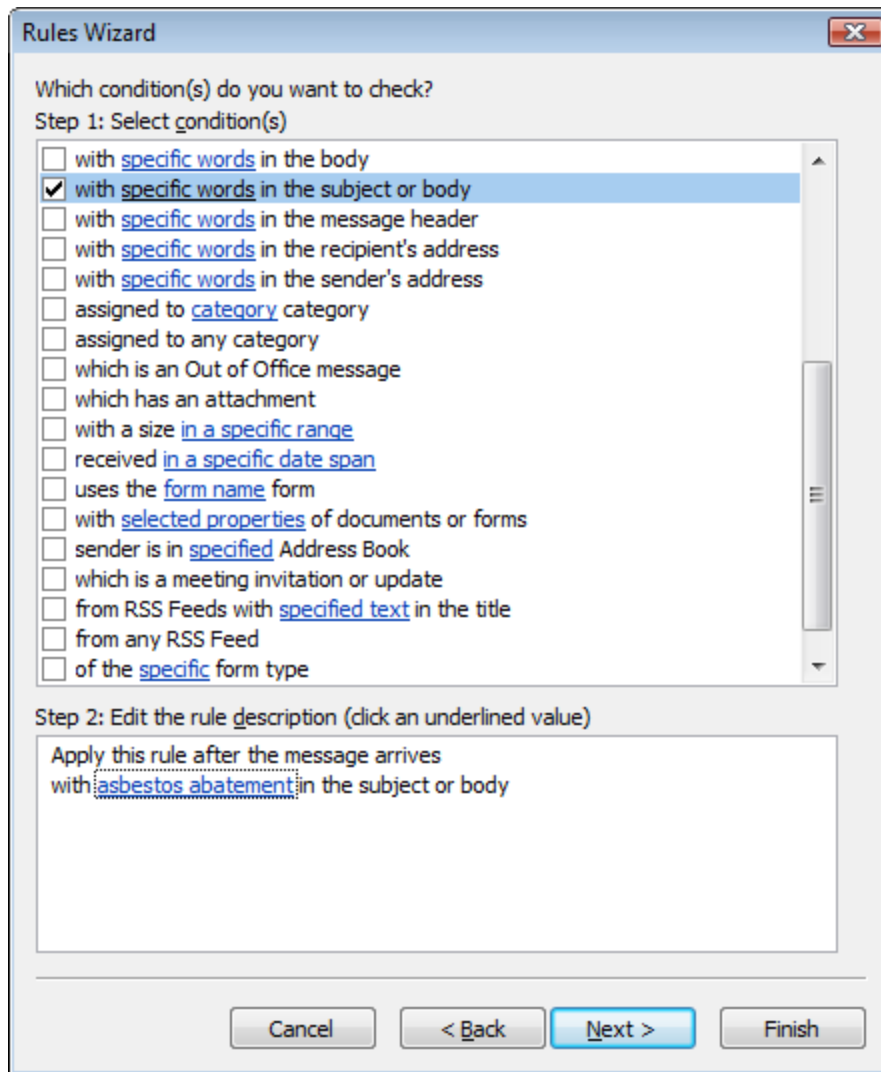 Rules Wizard
Which condition(s) do you want to check?
Step 1: Select condition(s)
with specific words in the body
with specific words in the subject or body
with specific words in the message header
with specific words in the recipient's address
with specific words in the sender's address
assigned to category category
assigned to any category
which is an Out of Office message
which has an attachment
with a size in a specific range
received in a specific date span
uses the form name form
with selected properties of documents or forms
sender is in specified Address Book
which is a meeting invitation or update
from RSS Feeds with specified text in the title
from any RSS Feed
of the specific form type
Step 2: Edit the rule description (click an underlined value)
Apply this rule after the message arrives
with asbestos abatement in the subject or body
Cancel < Back Next > Finish